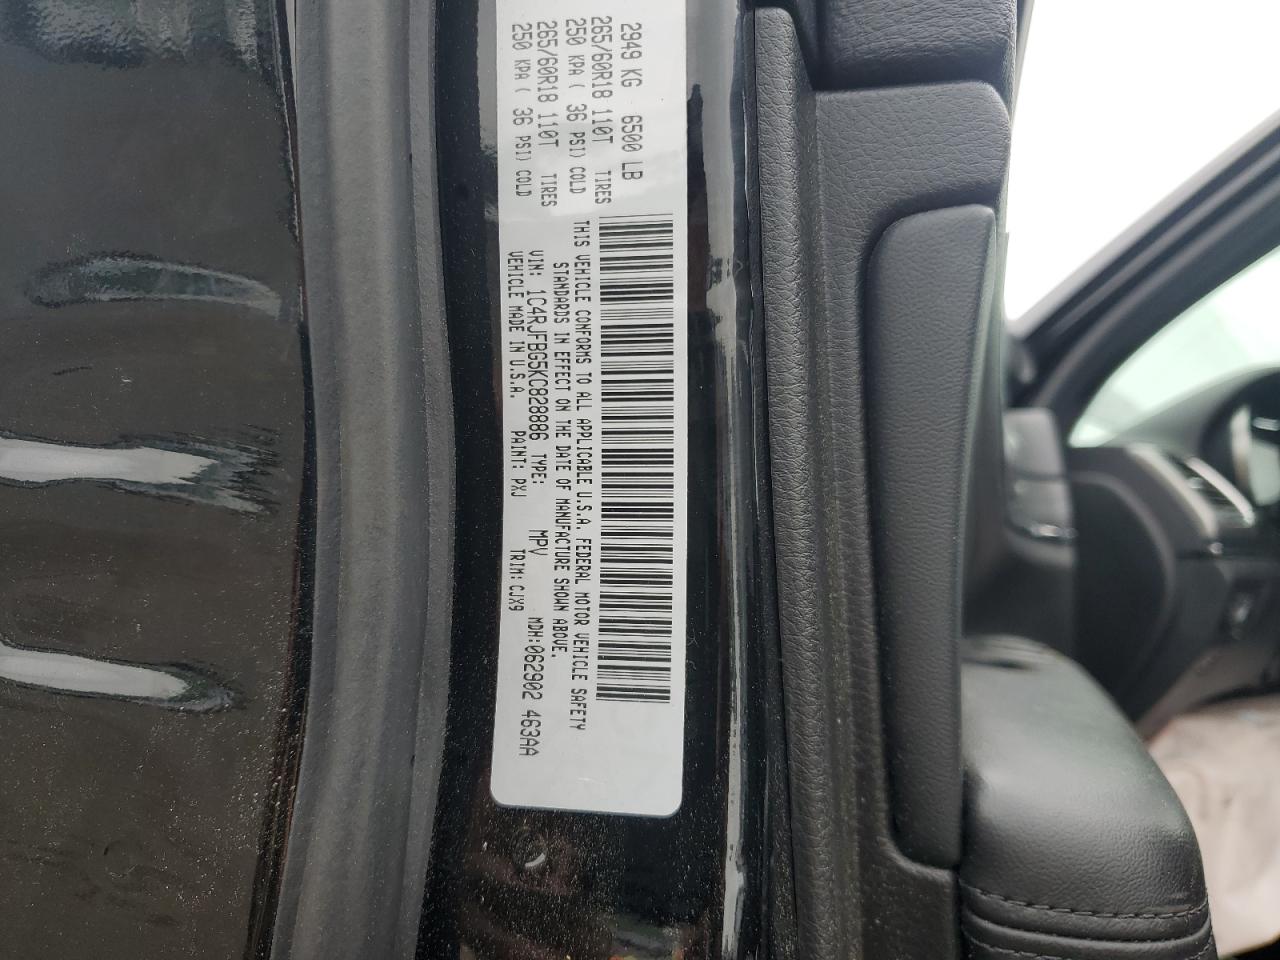 2949 KG 6500 LB
265/60R18 110T TIRES
250 KPA ( 36 PSI) COLD
265/60R18 110T TIRES
250 KPA ( 36 PSI) COLD
THIS VEHICLE CONFORMS TO ALL APPLICABLE U.S.A. FEDERAL MOTOR VEHICLE SAFETY
STANDARDS IN EFFECT ON THE DATE OF MANUFACTURE SHOWN ABOVE.
VIN: 1C4RJFBG5KC828886 TYPE: MPV MDH:062902 463AA
VEHICLE MADE IN U.S.A. PAINT: PXJ TRIM: CJX9